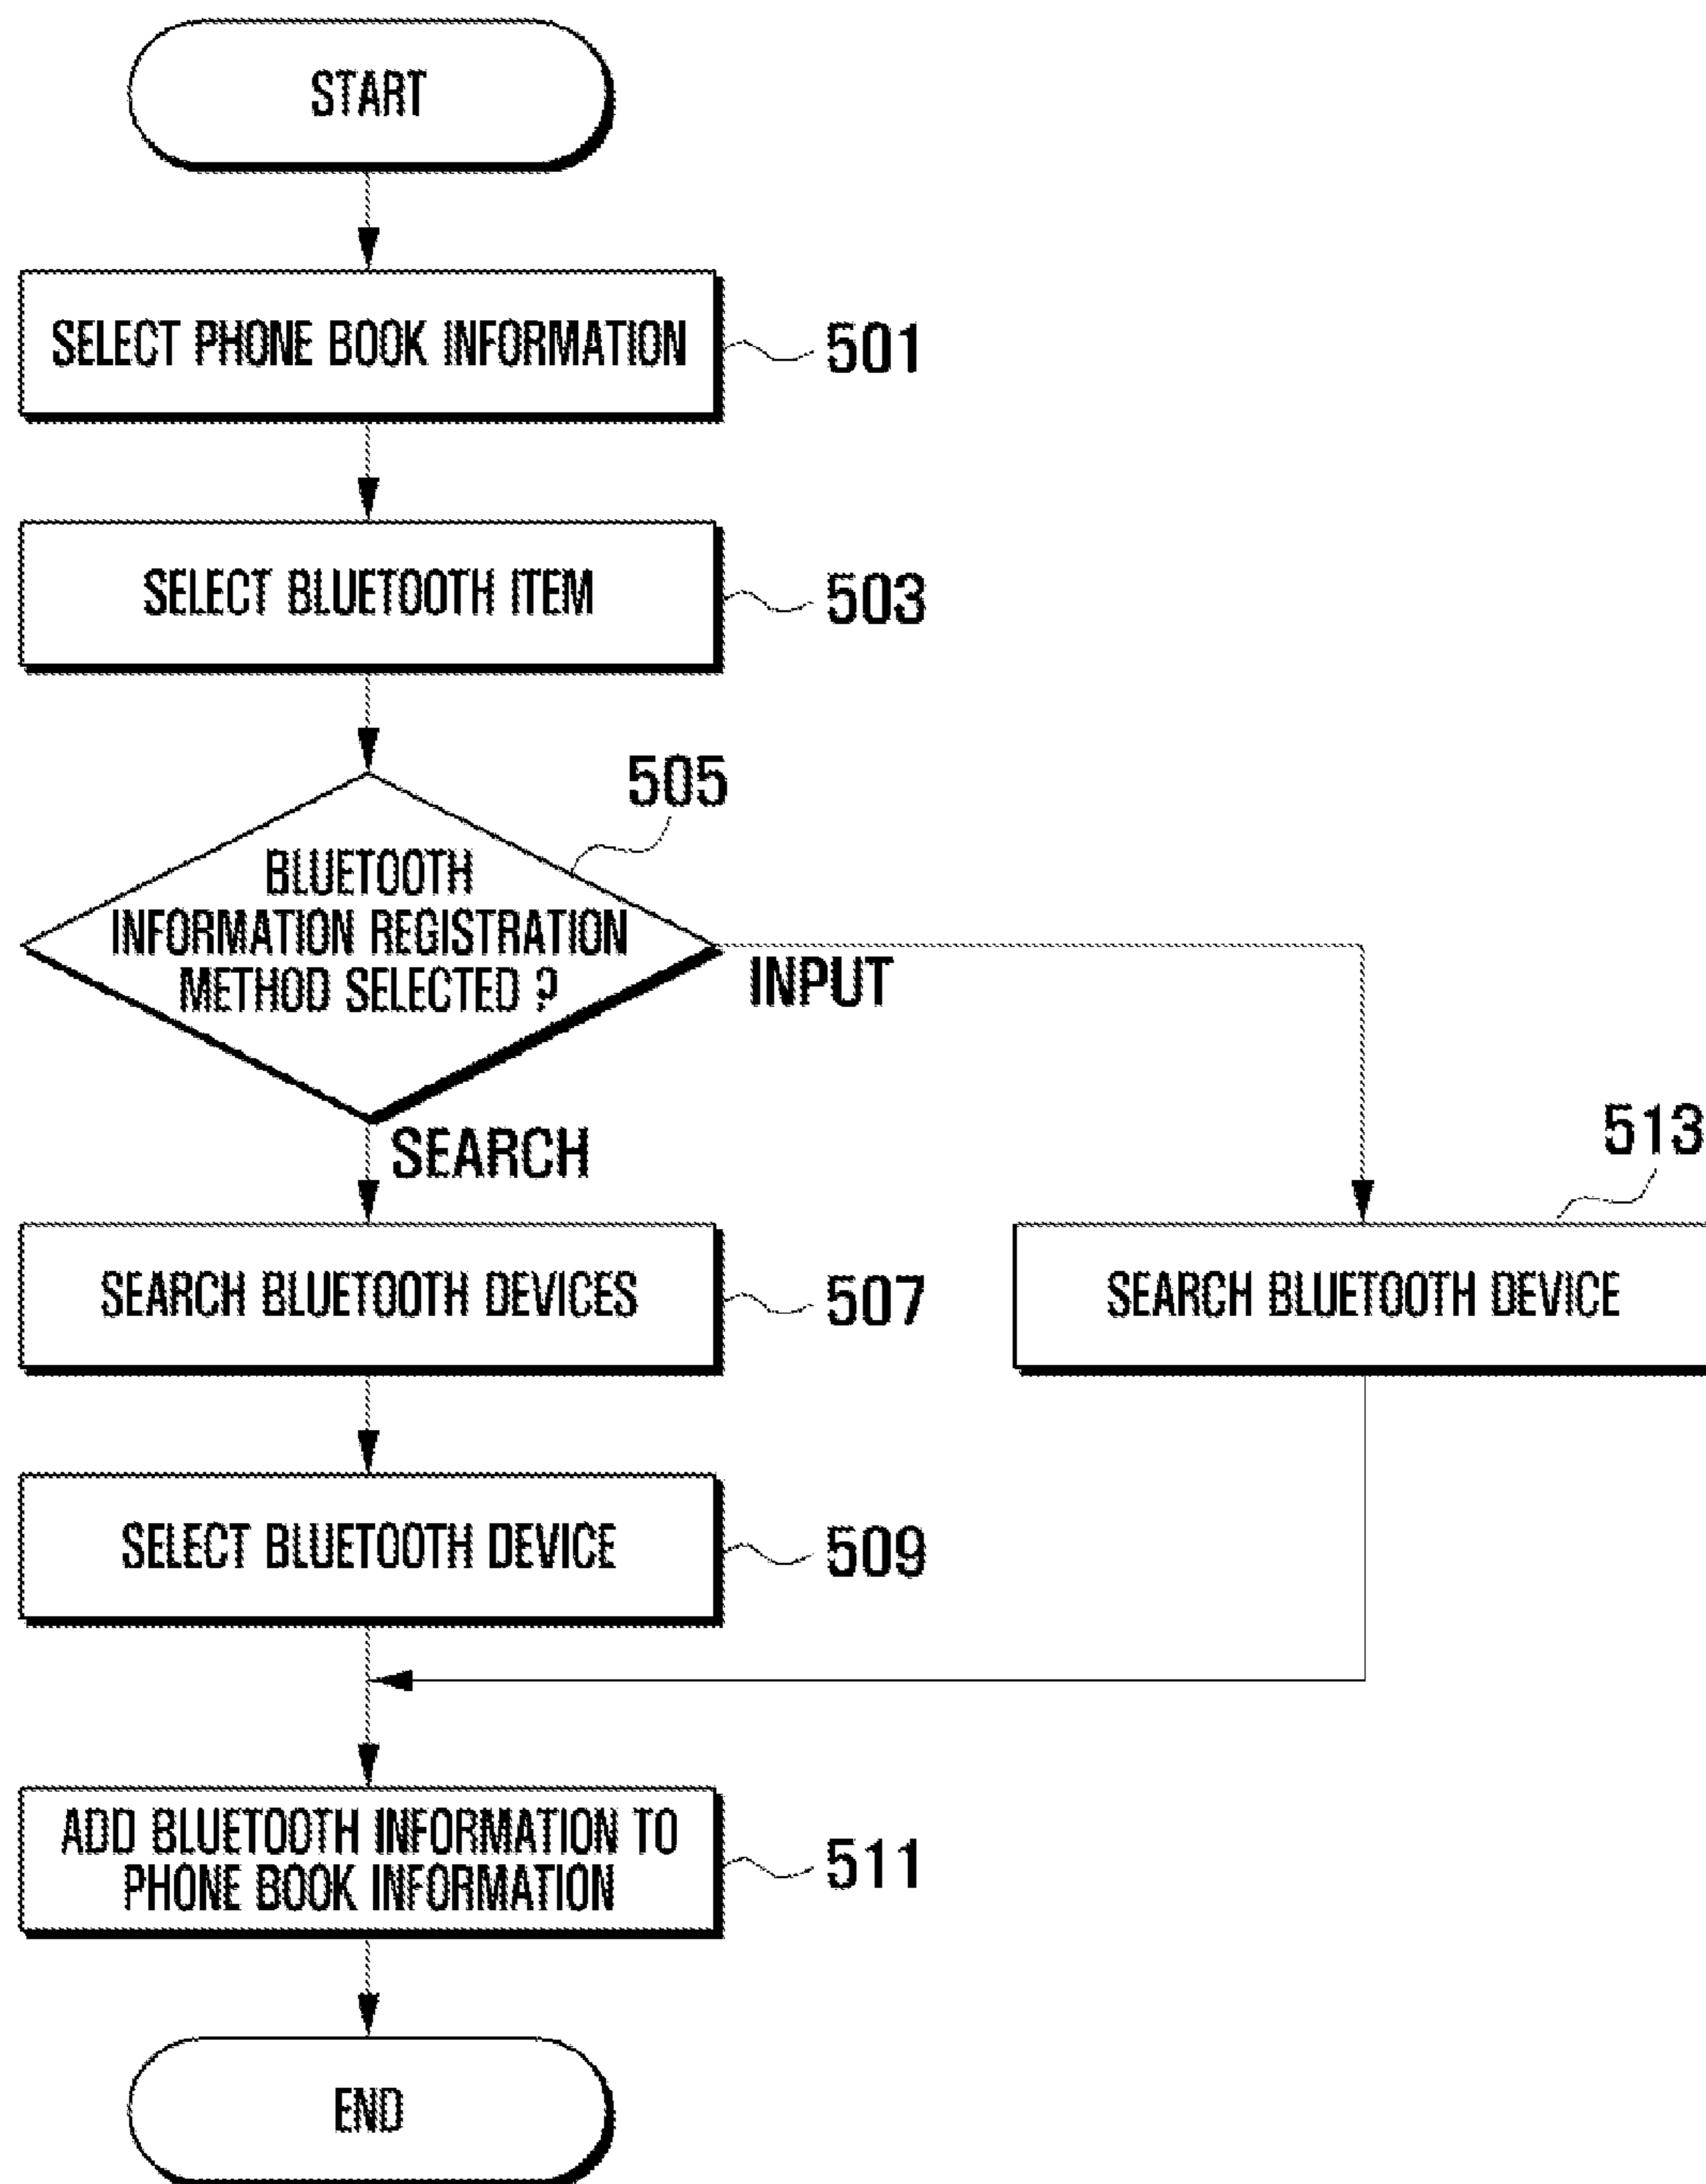 START
SELECT PHONE BOOK INFORMATION
501
SELECT BLUETOOTH ITEM
503
505
BLUETOOTH
INFORMATION REGISTRATION
METHOD SELECTED ?
INPUT
SEARCH
513
SEARCH BLUETOOTH DEVICES
507
SEARCH BLUETOOTH DEVICE
SELECT BLUETOOTH DEVICE
509
ADD BLUETOOTH INFORMATION TO
PHONE BOOK INFORMATION
511
END